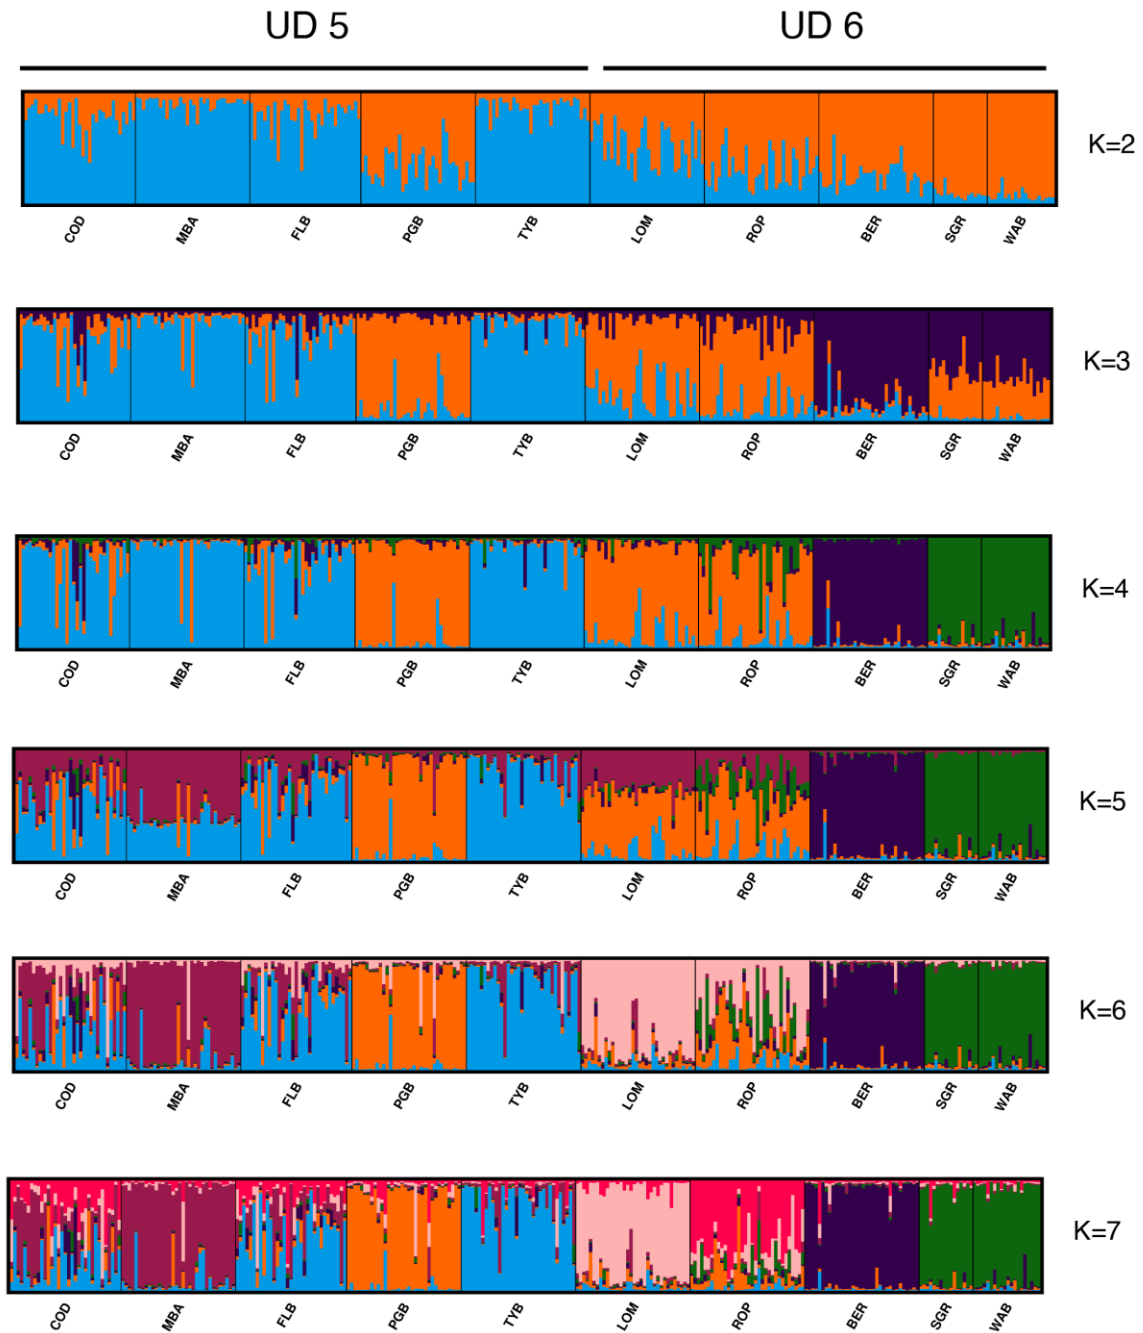 UD 5 UD 6
K=2
COD MBA FLB PGB TYB LOM ROP BER SGR WAB
K=3
COD MBA FLB PGB TYB LOM ROP BER SGR WAB
K=4
COD MBA FLB PGB TYB LOM ROP BER SGR WAB
K=5
COD MBA FLB PGB TYB LOM ROP BER SGR WAB
K=6
COD MBA FLB PGB TYB LOM ROP BER SGR WAB
K=7
COD MBA FLB PGB TYB LOM ROP BER SGR WAB